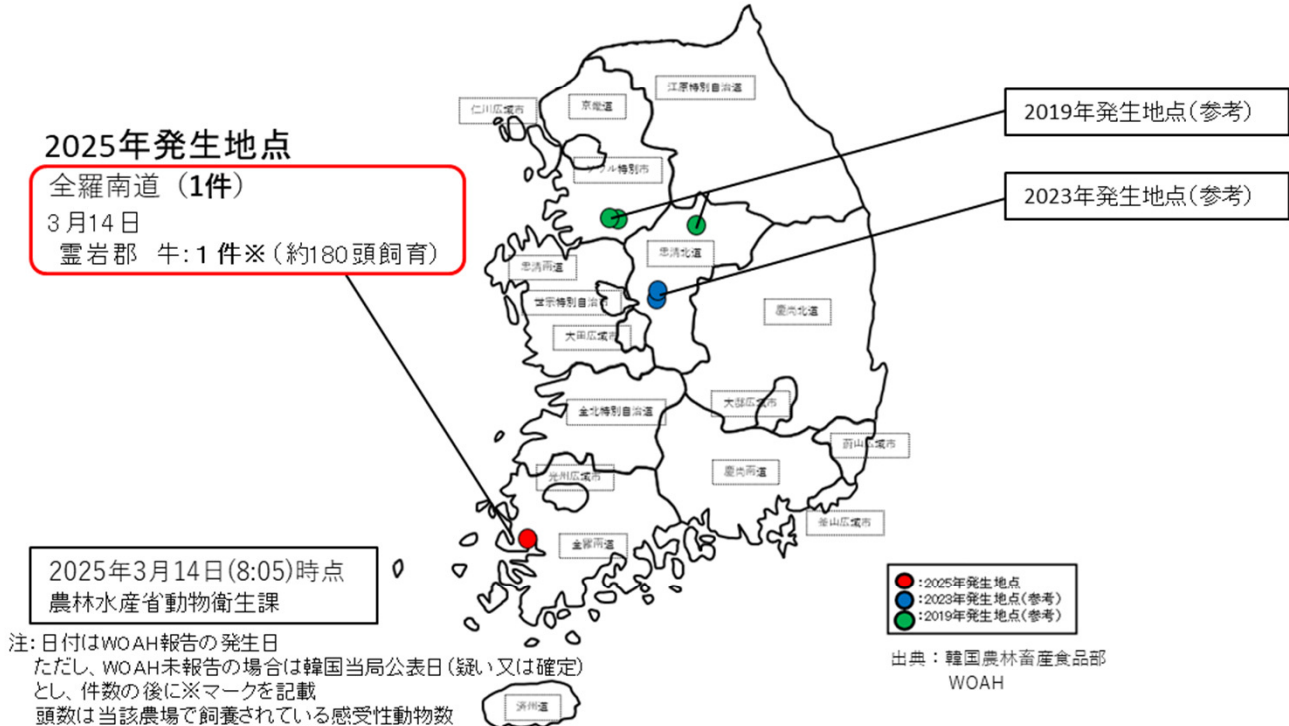 2025年発生地点
全羅南道（1件）
3月14日
霊岩郡　牛：1件※（約180頭飼育）
2019年発生地点(参考)
2023年発生地点(参考)
江原特別自治道
京畿道
仁川広域市
ソウル特別市
忠清北道
忠清南道
世宗特別自治市
慶尚北道
大田広域市
全北特別自治道
大邱広域市
蔚山広域市
光州広域市
慶尚南道
釜山広域市
全羅南道
2025年3月14日(8:05)時点
農林水産省動物衛生課
：2025年発生地点
：2023年発生地点(参考)
：2019年発生地点(参考)
注：日付はWOAH報告の発生日
ただし、WOAH未報告の場合は韓国当局公表日(疑い又は確定)
とし、件数の後に※マークを記載
頭数は当該農場で飼養されている感受性動物数
出典：韓国農林畜産食品部
WOAH
済州道